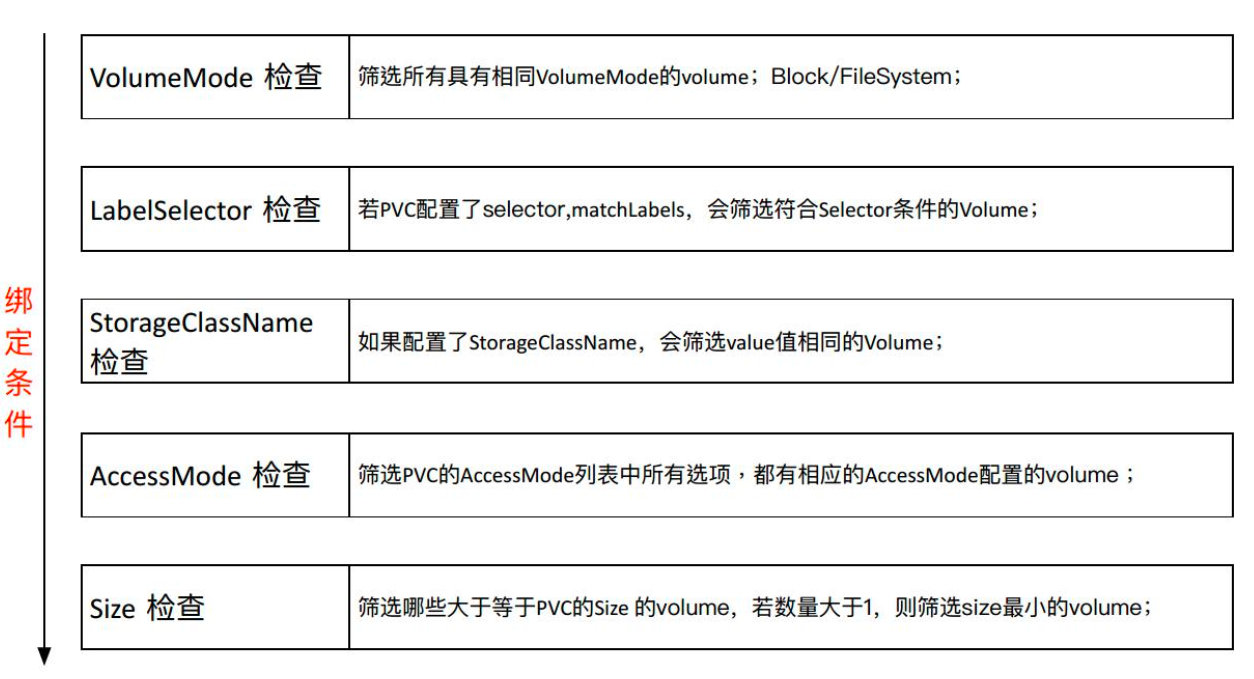 VolumeMode 检查
筛选所有具有相同VolumeMode的volume；Block/FileSystem；
LabelSelector 检查
若PVC配置了selector,matchLabels，会筛选符合Selector条件的Volume；
绑
定
条
件
StorageClassName
检查
如果配置了StorageClassName，会筛选value值相同的Volume；
AccessMode 检查
筛选PVC的AccessMode列表中所有选项，都有相应的AccessMode配置的volume；
Size 检查
筛选哪些大于等于PVC的Size 的volume，若数量大于1，则筛选size最小的volume；